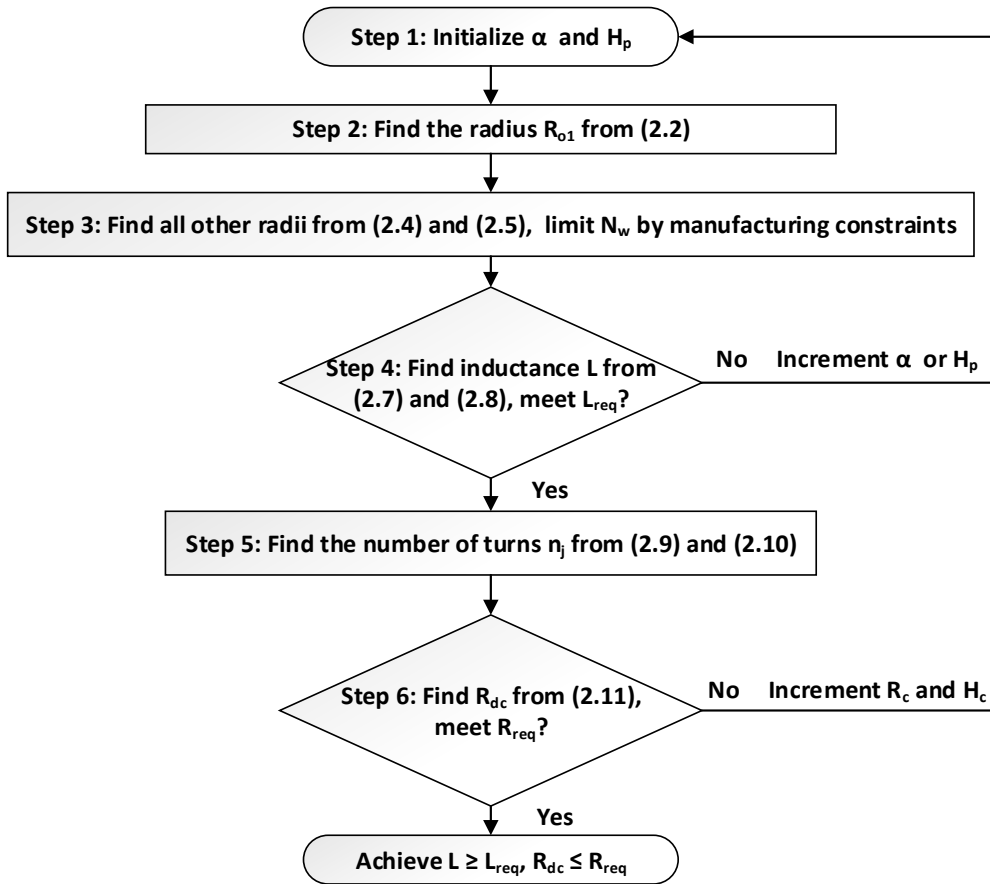 Step 1: Initialize α and Hp
Step 2: Find the radius Ro1 from (2.2)
Step 3: Find all other radii from (2.4) and (2.5), limit Nw by manufacturing constraints
Step 4: Find inductance L from
(2.7) and (2.8), meet Lreq?
No Increment α or Hp
Yes
Step 5: Find the number of turns nj from (2.9) and (2.10)
Step 6: Find Rdc from (2.11),
meet Rreq?
No Increment Rc and Hc
Yes
Achieve L ≥ Lreq, Rdc ≤ Rreq